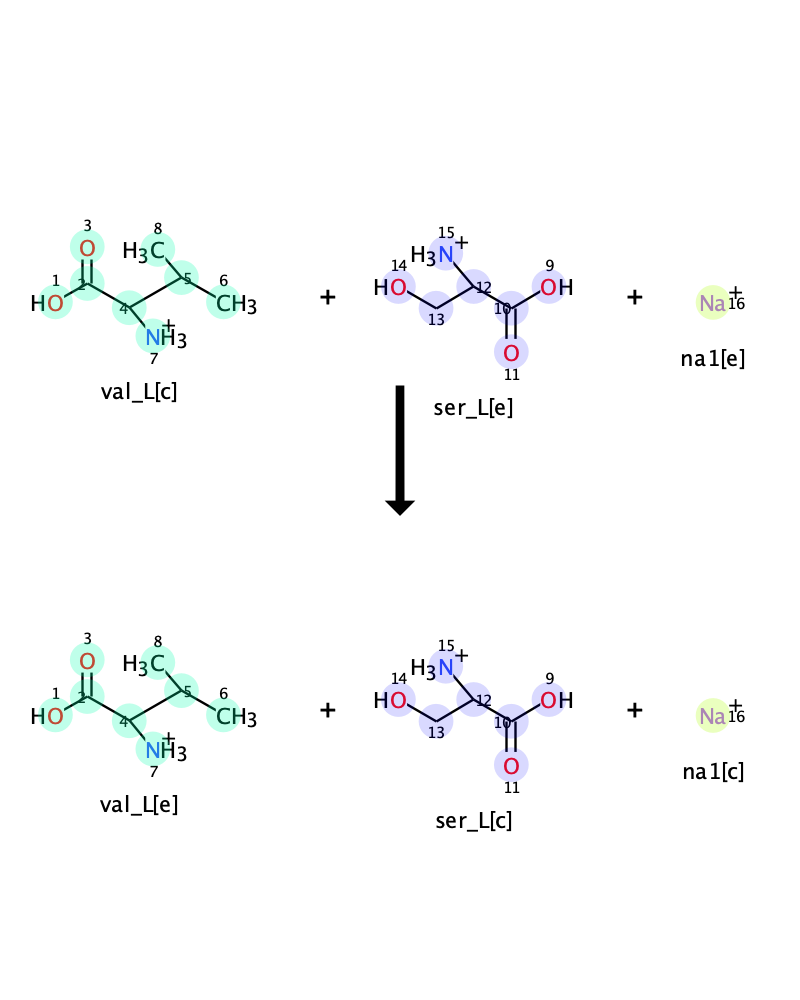 3 8 15
O H3C H3N +
14 9
1 2 5 6 12
HO CH3 + HO OH + Na +
4 13 10 16
NH3 + O
7 11
val_L[c] ser_L[e] na1[e]
3 8 15
O H3C H3N +
14 9
1 2 5 6 12
HO CH3 + HO OH + Na +
4 13 10 16
NH3 + O
7 11
val_L[e] ser_L[c] na1[c]